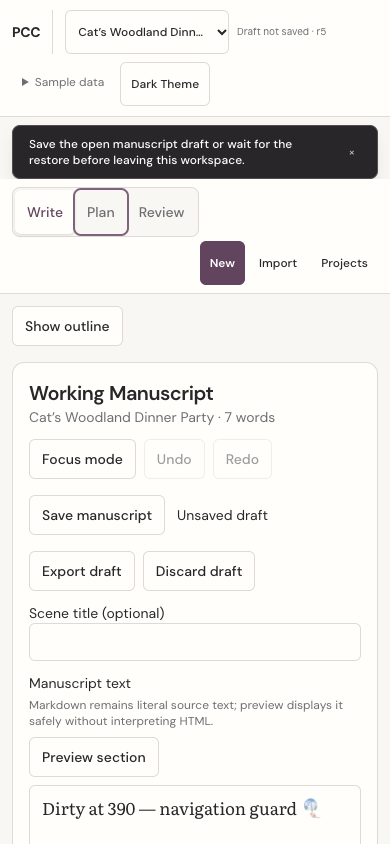 PCC
Cat’s Woodland Dinn…
Draft not saved · r5
▶ Sample data
Dark Theme
Save the open manuscript draft or wait for the
restore before leaving this workspace.
×
Write
Plan
Review
New
Import
Projects
Show outline
Working Manuscript
Cat’s Woodland Dinner Party · 7 words
Focus mode
Undo
Redo
Save manuscript
Unsaved draft
Export draft
Discard draft
Scene title (optional)
Manuscript text
Markdown remains literal source text; preview displays it
safely without interpreting HTML.
Preview section
Dirty at 390 — navigation guard